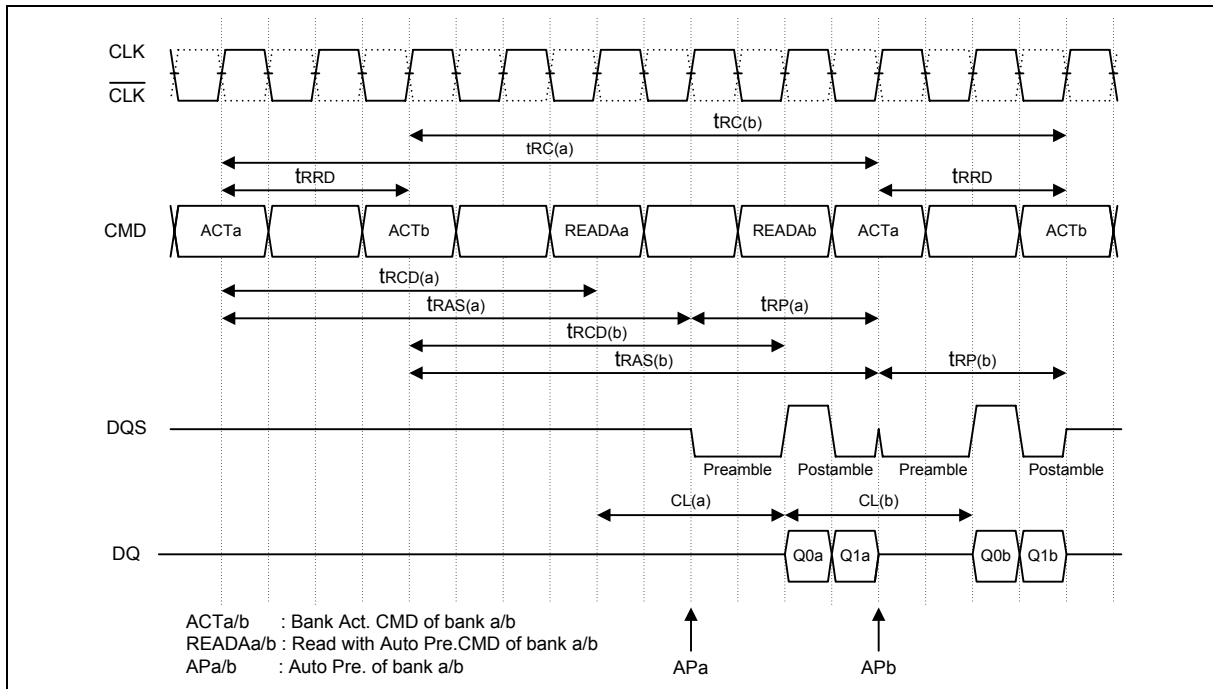 CLK
CLK
tRC(b)
tRC(a)
tRRD tRRD
CMD ACTa ACTb READAa READAb ACTa ACTb
tRCD(a)
tRAS(a) tRP(a)
tRCD(b)
tRAS(b) tRP(b)
DQS
Preamble Postamble Preamble Postamble
CL(a) CL(b)
DQ Q0a Q1a Q0b Q1b
ACTa/b : Bank Act. CMD of bank a/b
READAa/b : Read with Auto Pre.CMD of bank a/b
APa/b : Auto Pre. of bank a/b
APa APb